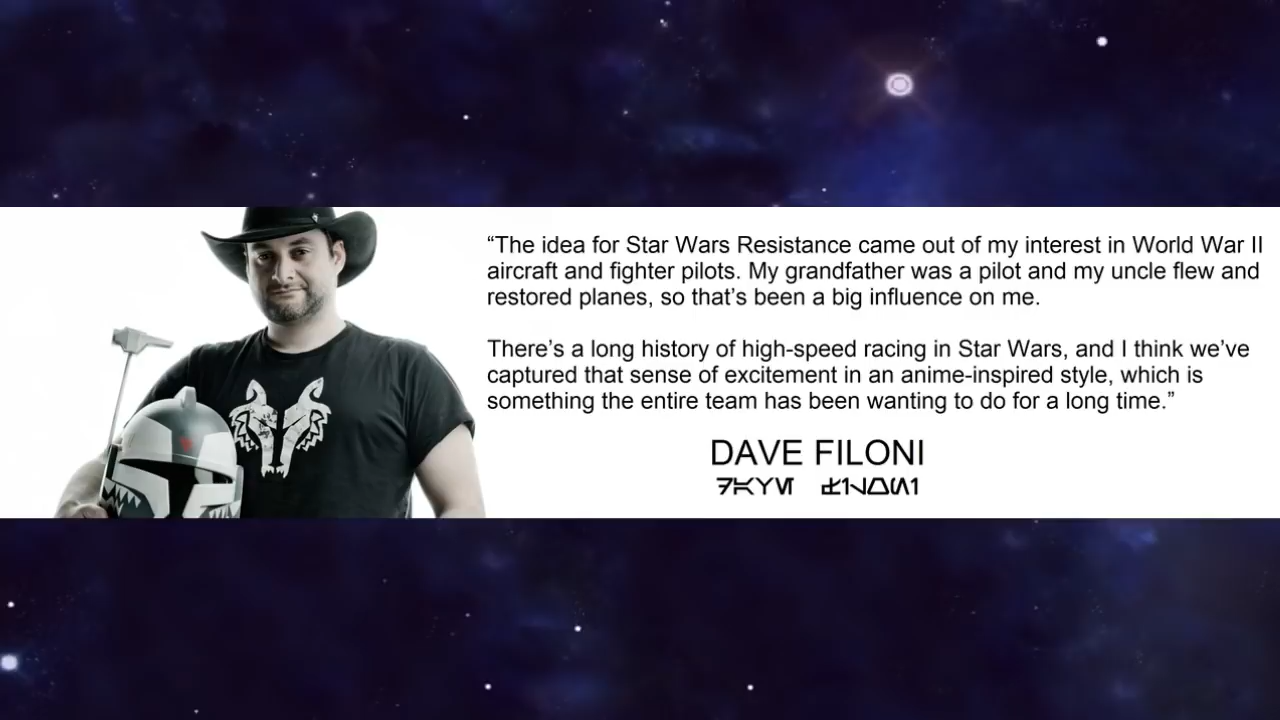 “The idea for Star Wars Resistance came out of my interest in World War II
aircraft and fighter pilots. My grandfather was a pilot and my uncle flew and
restored planes, so that’s been a big influence on me.
There’s a long history of high-speed racing in Star Wars, and I think we’ve
captured that sense of excitement in an anime-inspired style, which is
something the entire team has been wanting to do for a long time.”
DAVE FILONI